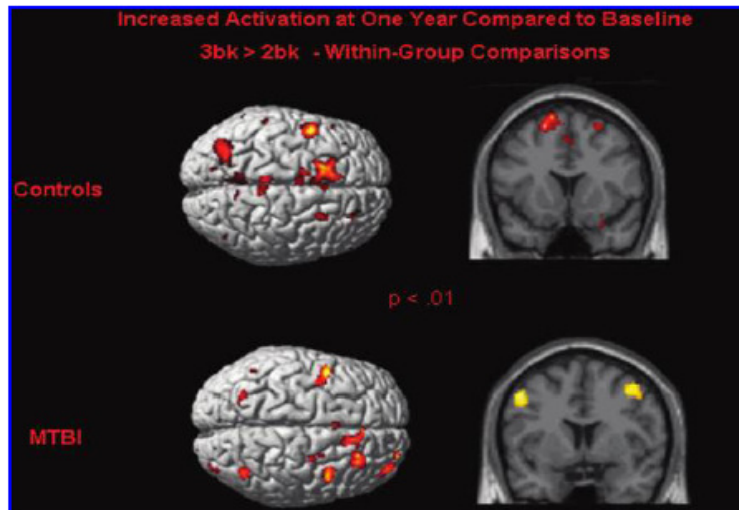 Increased Activation at One Year Compared to Baseline
3bk > 2bk - Within-Group Comparisons
Controls
p < .01
MTBI